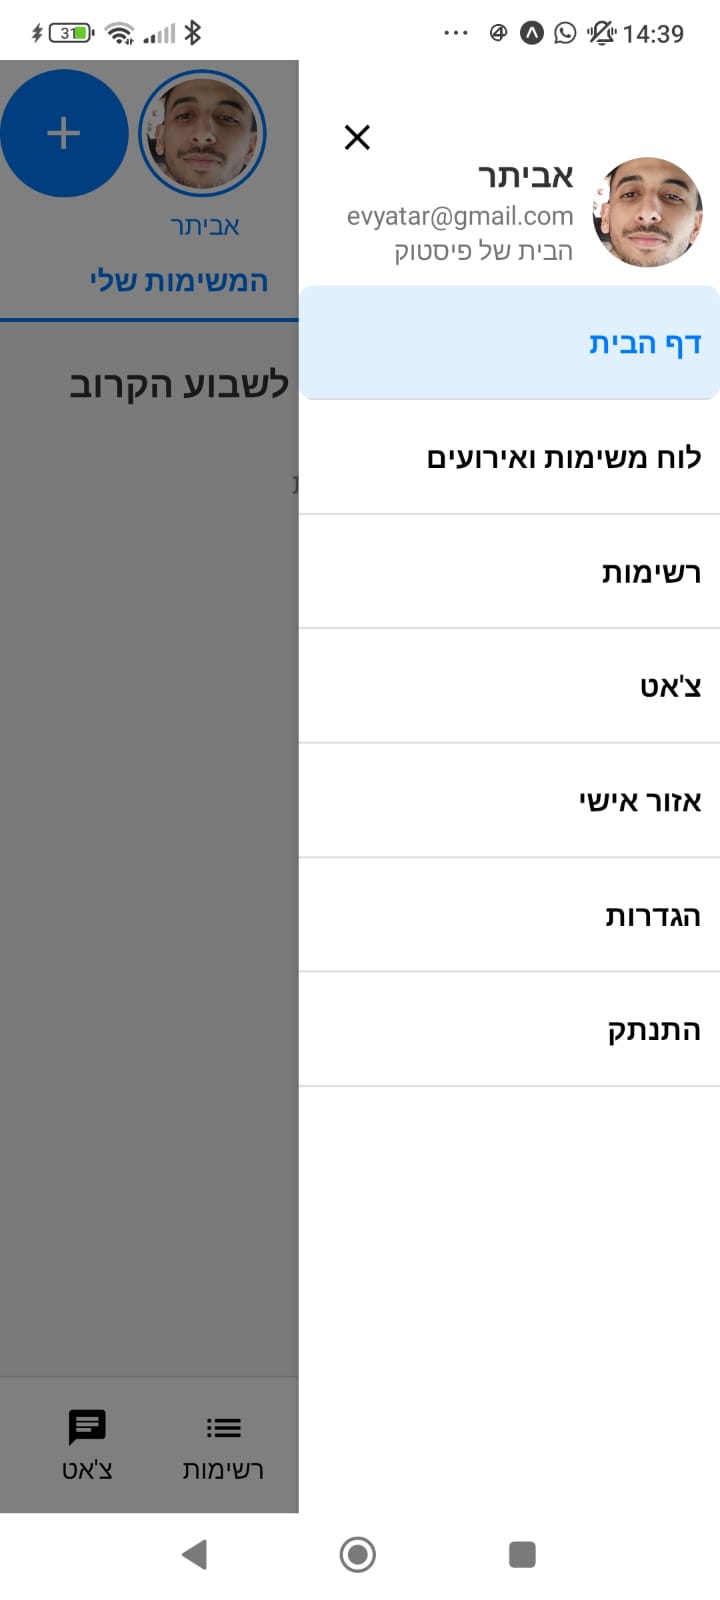 31
14:39
אביתר
evyatar@gmail.com
הבית של פיסטוק
דף הבית
לוח משימות ואירועים
רשימות
צ'אט
אזור אישי
הגדרות
התנתק
אביתר
המשימות שלי
לשבוע הקרוב
רשימות
צ'אט